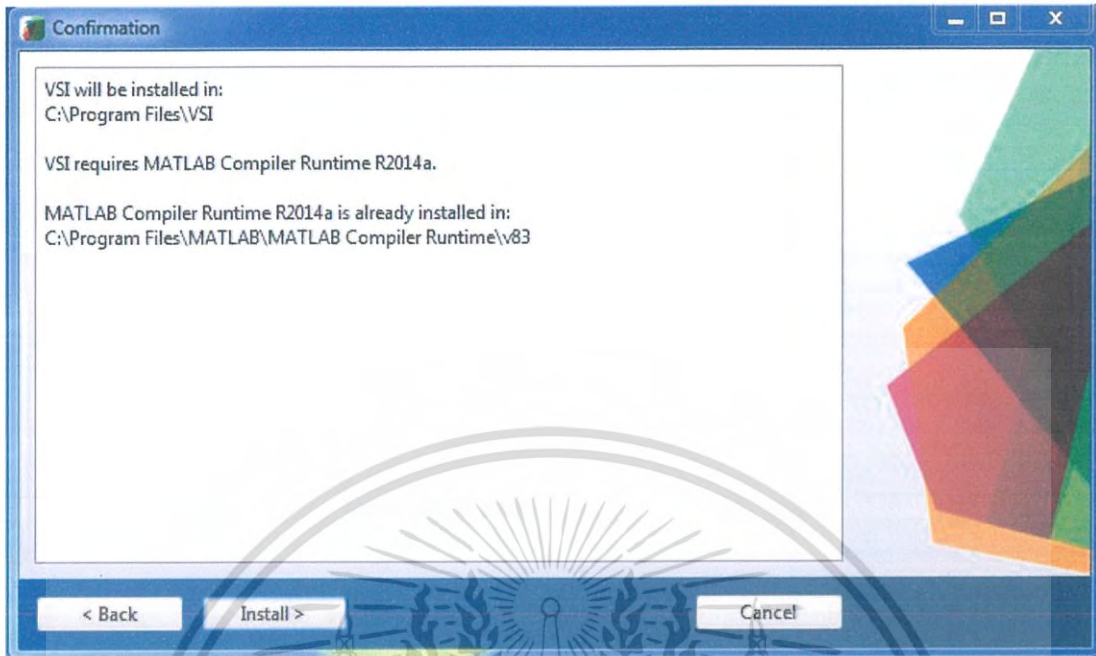 Confirmation
VSI will be installed in:
C:\Program Files\VSI
VSI requires MATLAB Compiler Runtime R2014a.
MATLAB Compiler Runtime R2014a is already installed in:
C:\Program Files\MATLAB\MATLAB Compiler Runtime\v83
< Back
Install >
Cancel